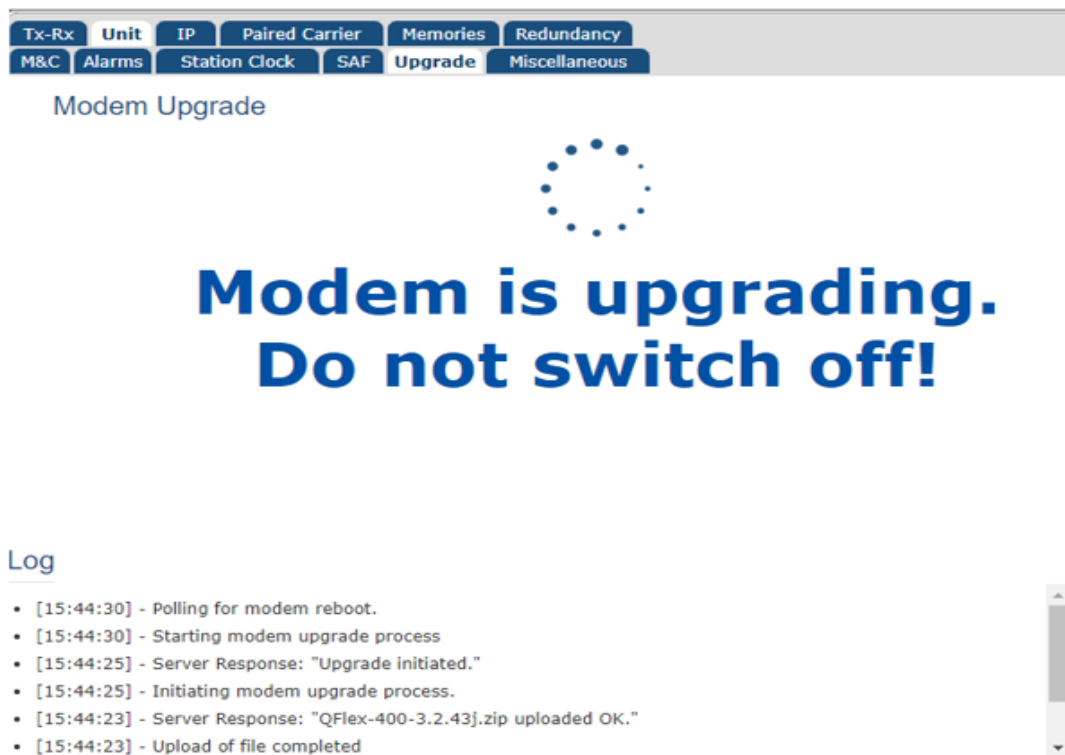 Tx-Rx Unit IP Paired Carrier Memories Redundancy
M&C Alarms Station Clock SAF Upgrade Miscellaneous
Modem Upgrade
Modem is upgrading.
Do not switch off!
Log
• [15:44:30] - Polling for modem reboot.
• [15:44:30] - Starting modem upgrade process
• [15:44:25] - Server Response: "Upgrade initiated."
• [15:44:25] - Initiating modem upgrade process.
• [15:44:23] - Server Response: "QFlex-400-3.2.43j.zip uploaded OK."
• [15:44:23] - Upload of file completed